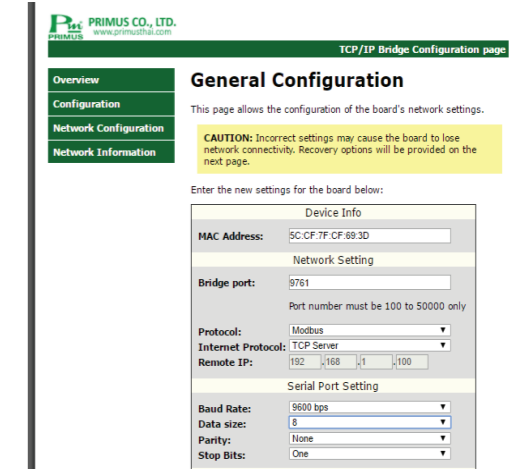 PRIMUS CO., LTD.
www.primusthai.com
Pm
PRIMUS
TCP/IP Bridge Configuration page
Overview
Configuration
Network Configuration
Network Information
General Configuration
This page allows the configuration of the board's network settings.
CAUTION: Incorrect settings may cause the board to lose
network connectivity. Recovery options will be provided on the
next page.
Enter the new settings for the board below:
Device Info
MAC Address: 5C:CF:7F:CF:69:3D
Network Setting
Bridge port: 9761
Port number must be 100 to 50000 only
Protocol: Modbus
Internet Protocol: TCP Server
Remote IP: 192 .168 .1 .100
Serial Port Setting
Baud Rate: 9600 bps
Data size: 8
Parity: None
Stop Bits: One